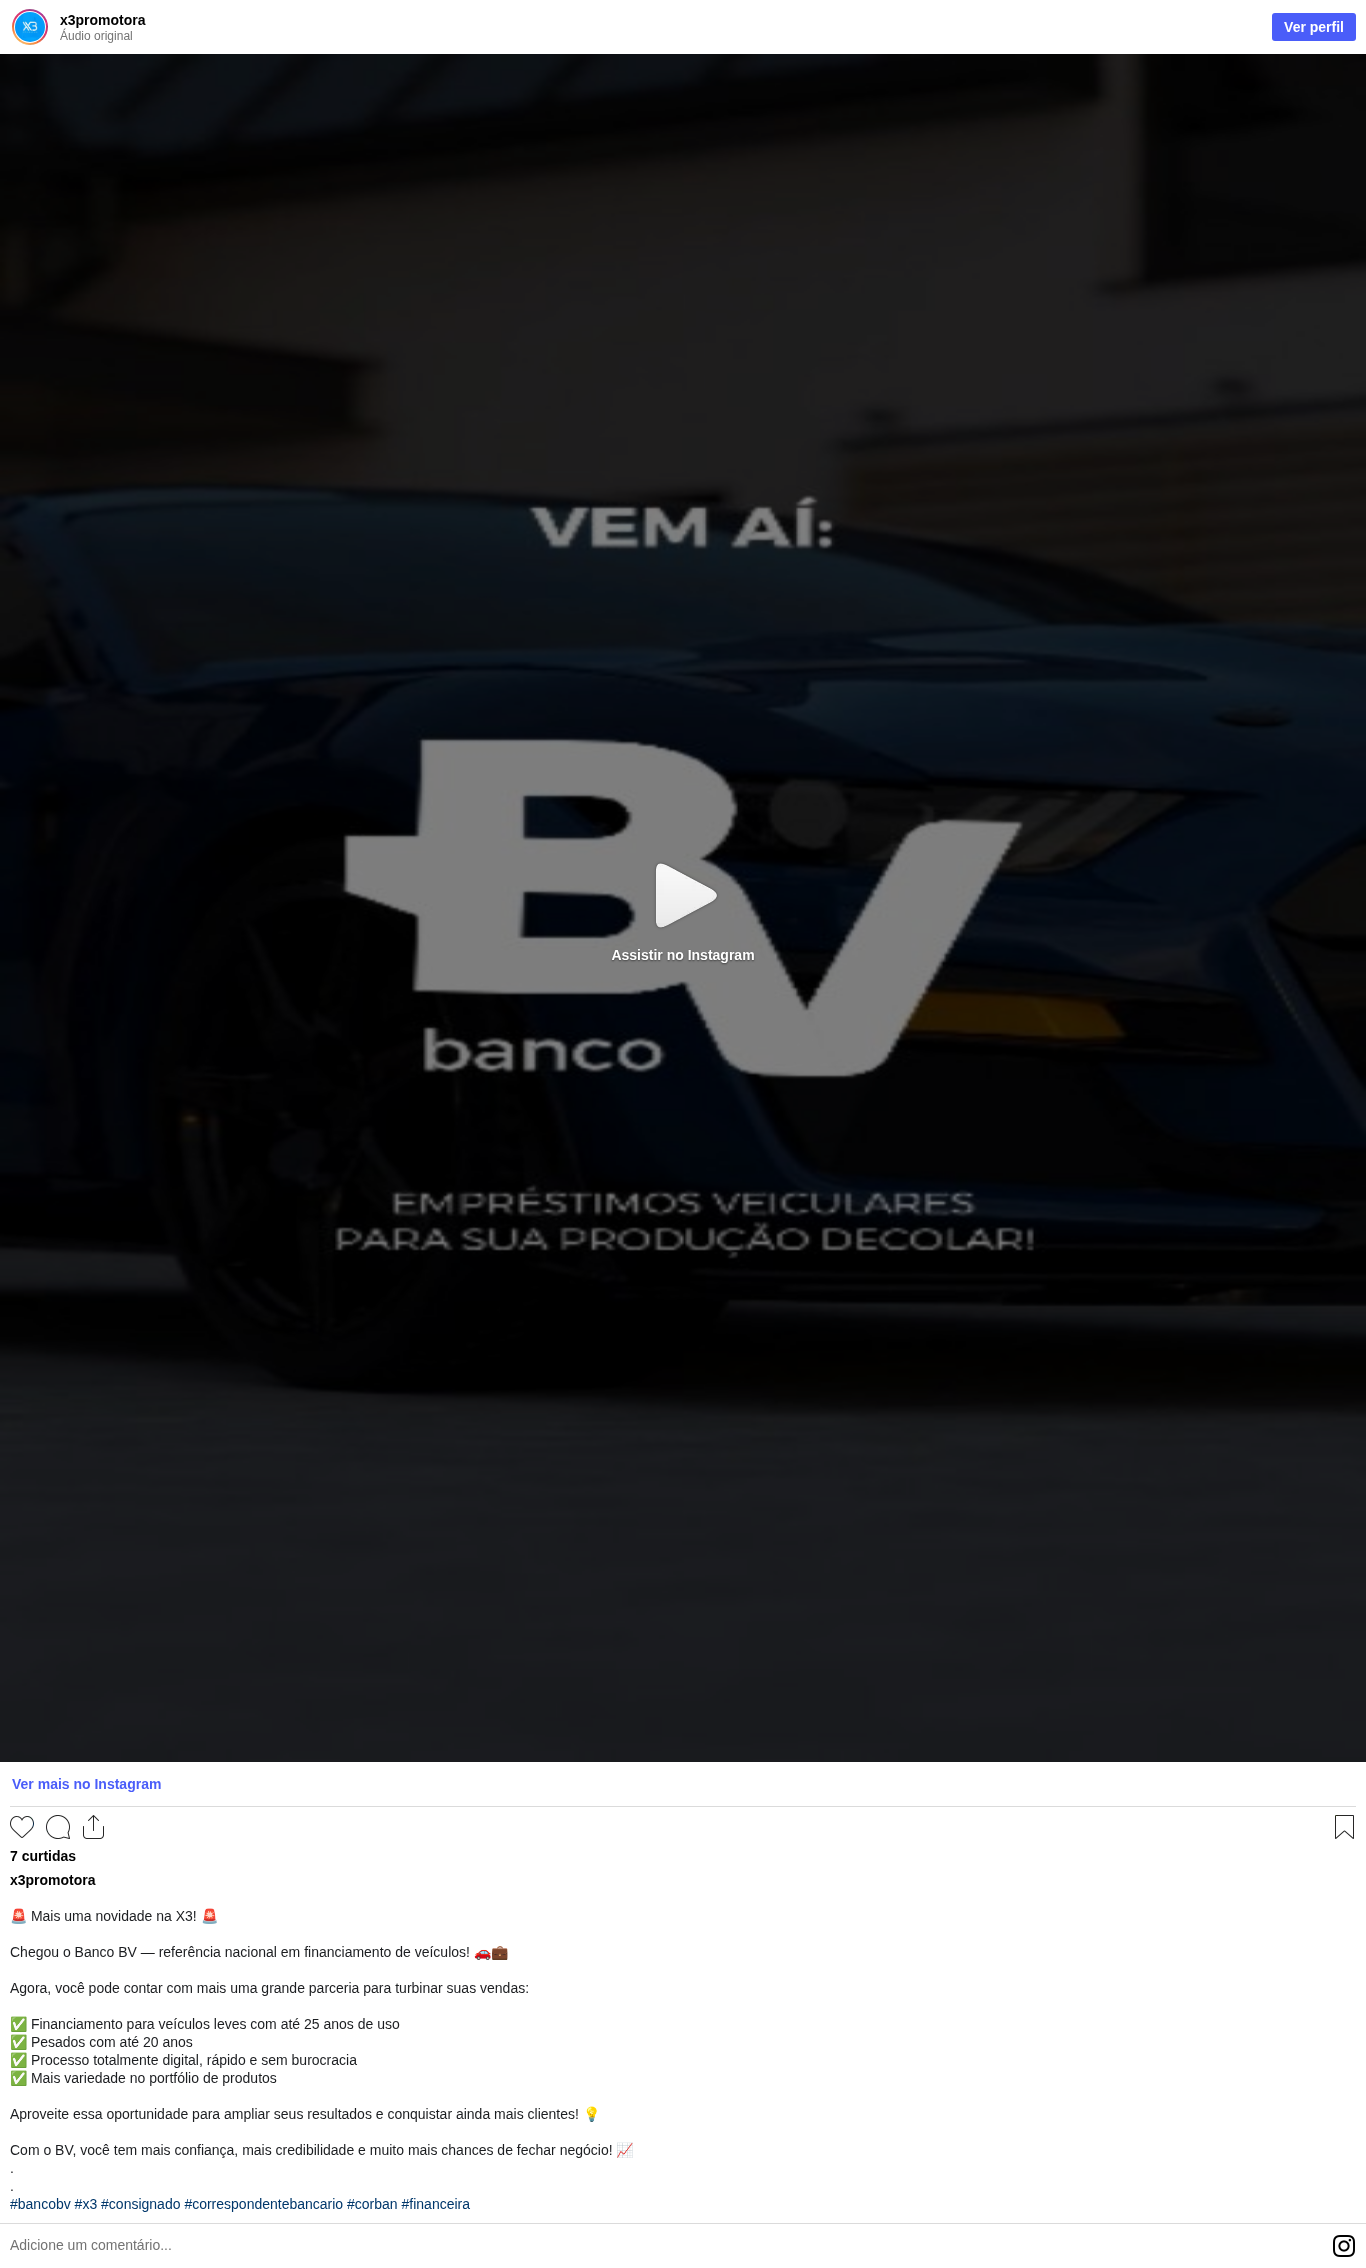 X3
x3promotora
Áudio original
Ver perfil
VEM AÍ:
BV
Assistir no Instagram
banco
EMPRÉSTIMOS VEICULARES
PARA SUA PRODUÇÃO DECOLAR!
Ver mais no Instagram
7 curtidas
x3promotora
🚨 Mais uma novidade na X3! 🚨
Chegou o Banco BV — referência nacional em financiamento de veículos! 🚗💼
Agora, você pode contar com mais uma grande parceria para turbinar suas vendas:
✅ Financiamento para veículos leves com até 25 anos de uso
✅ Pesados com até 20 anos
✅ Processo totalmente digital, rápido e sem burocracia
✅ Mais variedade no portfólio de produtos
Aproveite essa oportunidade para ampliar seus resultados e conquistar ainda mais clientes! 💡
Com o BV, você tem mais confiança, mais credibilidade e muito mais chances de fechar negócio! 📈
.
.
#bancobv #x3 #consignado #correspondentebancario #corban #financeira
Adicione um comentário...